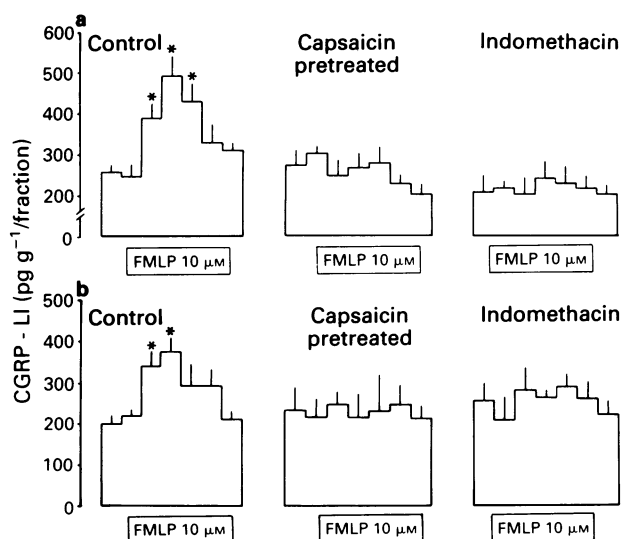 a
600
500
400
300
200
0
Control
Capsaicin
pretreated
Indomethacin
*
*
*
FMLP 10 μM
FMLP 10 μM
FMLP 10 μM
CGRP - LI (pg g⁻¹/fraction)
b
500
400
300
200
100
0
Control
Capsaicin
pretreated
Indomethacin
*
*
FMLP 10 μM
FMLP 10 μM
FMLP 10 μM